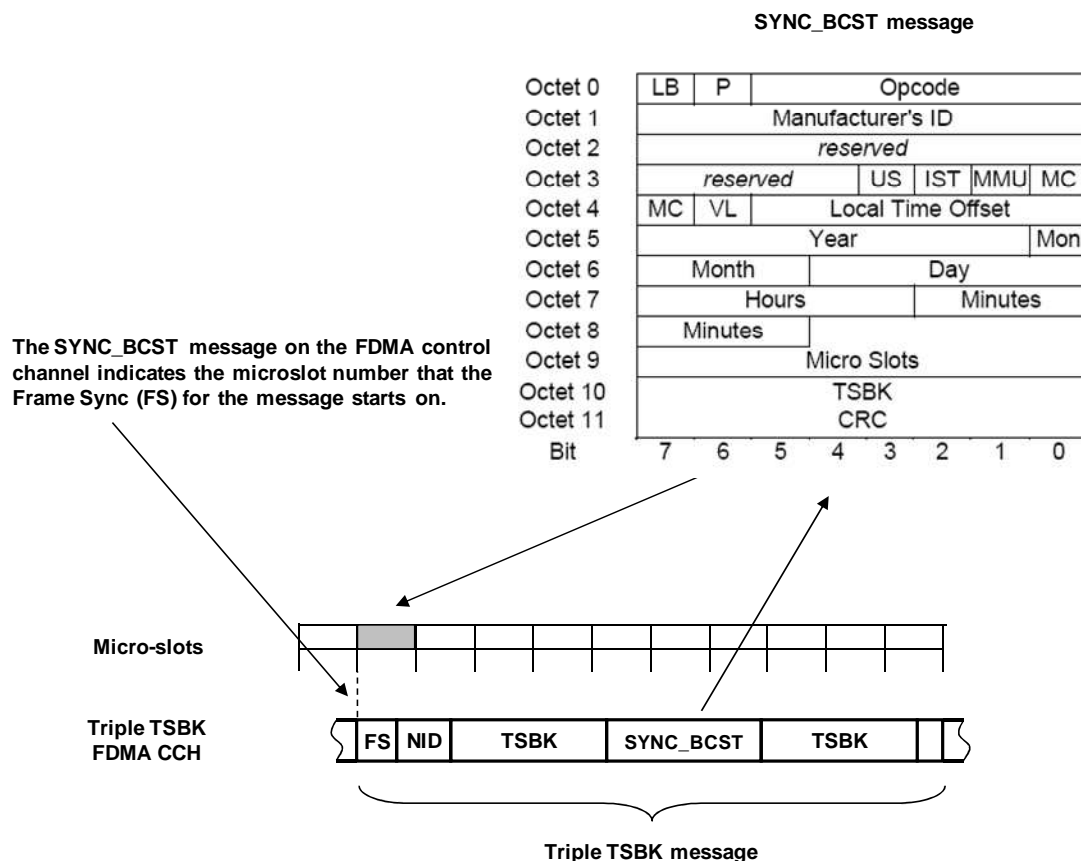 SYNC_BCST message
Octet 0 LB P Opcode
Octet 1 Manufacturer's ID
Octet 2 reserved
Octet 3 reserved US IST MMU MC
Octet 4 MC VL Local Time Offset
Octet 5 Year Mon
Octet 6 Month Day
Octet 7 Hours Minutes
Octet 8 Minutes
Octet 9 Micro Slots
Octet 10 TSBK
Octet 11 CRC
Bit 7 6 5 4 3 2 1 0
The SYNC_BCST message on the FDMA control
channel indicates the microslot number that the
Frame Sync (FS) for the message starts on.
Micro-slots
Triple TSBK
FDMA CCH
FS NID TSBK SYNC_BCST TSBK
Triple TSBK message